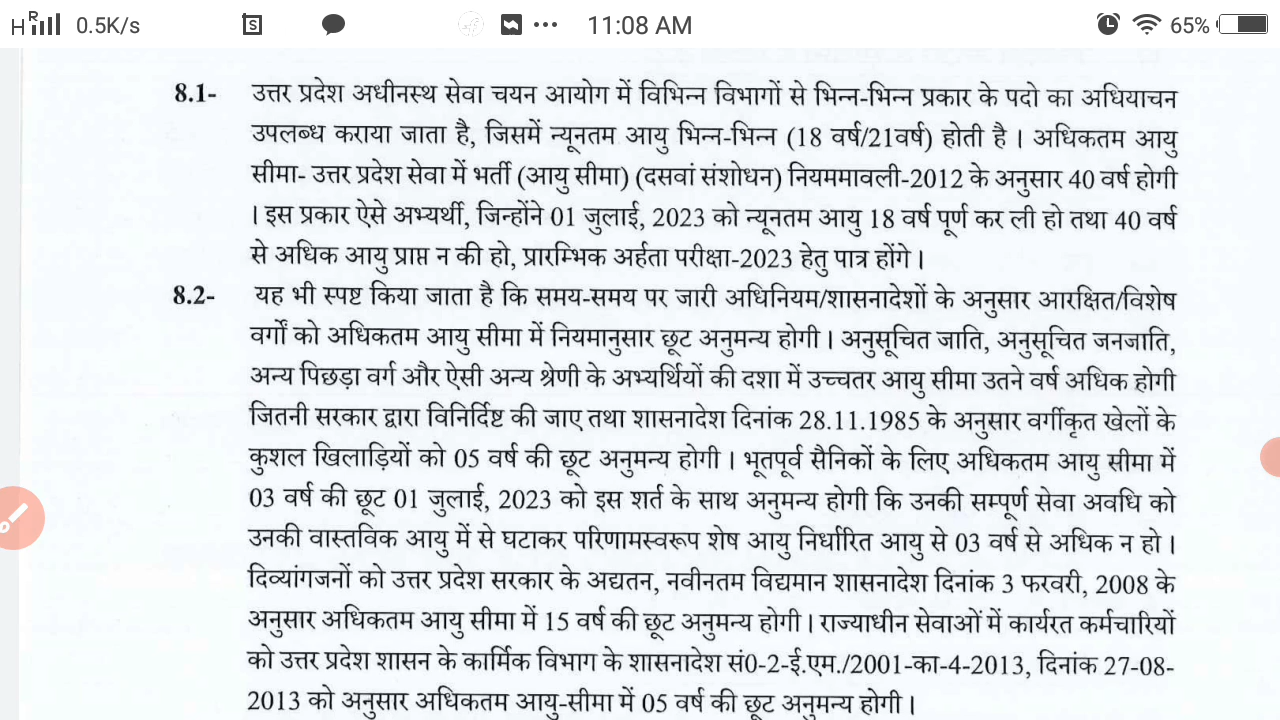 HR 0.5K/s S ... 11:08 AM 65%
8.1- उत्तर प्रदेश अधीनस्थ सेवा चयन आयोग में विभिन्न विभागों से भिन्न-भिन्न प्रकार के पदो का अधियाचन
उपलब्ध कराया जाता है, जिसमें न्यूनतम आयु भिन्न-भिन्न (18 वर्ष/21वर्ष) होती है । अधिकतम आयु
सीमा- उत्तर प्रदेश सेवा में भर्ती (आयु सीमा) (दसवां संशोधन) नियममावली-2012 के अनुसार 40 वर्ष होगी
। इस प्रकार ऐसे अभ्यर्थी, जिन्होंने 01 जुलाई, 2023 को न्यूनतम आयु 18 वर्ष पूर्ण कर ली हो तथा 40 वर्ष
से अधिक आयु प्राप्त न की हो, प्रारम्भिक अर्हता परीक्षा-2023 हेतु पात्र होंगे ।
8.2- यह भी स्पष्ट किया जाता है कि समय-समय पर जारी अधिनियम/शासनादेशों के अनुसार आरक्षित/विशेष
वर्गों को अधिकतम आयु सीमा में नियमानुसार छूट अनुमन्य होगी । अनुसूचित जाति, अनुसूचित जनजाति,
अन्य पिछड़ा वर्ग और ऐसी अन्य श्रेणी के अभ्यर्थियों की दशा में उच्चतर आयु सीमा उतने वर्ष अधिक होगी
जितनी सरकार द्वारा विनिर्दिष्ट की जाए तथा शासनादेश दिनांक 28.11.1985 के अनुसार वर्गीकृत खेलों के
कुशल खिलाड़ियों को 05 वर्ष की छूट अनुमन्य होगी । भूतपूर्व सैनिकों के लिए अधिकतम आयु सीमा में
03 वर्ष की छूट 01 जुलाई, 2023 को इस शर्त के साथ अनुमन्य होगी कि उनकी सम्पूर्ण सेवा अवधि को
उनकी वास्तविक आयु में से घटाकर परिणामस्वरूप शेष आयु निर्धारित आयु से 03 वर्ष से अधिक न हो ।
दिव्यांगजनों को उत्तर प्रदेश सरकार के अद्यतन, नवीनतम विद्यमान शासनादेश दिनांक 3 फरवरी, 2008 के
अनुसार अधिकतम आयु सीमा में 15 वर्ष की छूट अनुमन्य होगी । राज्याधीन सेवाओं में कार्यरत कर्मचारियों
को उत्तर प्रदेश शासन के कार्मिक विभाग के शासनादेश सं0-2-ई.एम./2001-का-4-2013, दिनांक 27-08-
2013 को अनुसार अधिकतम आयु-सीमा में 05 वर्ष की छूट अनुमन्य होगी ।